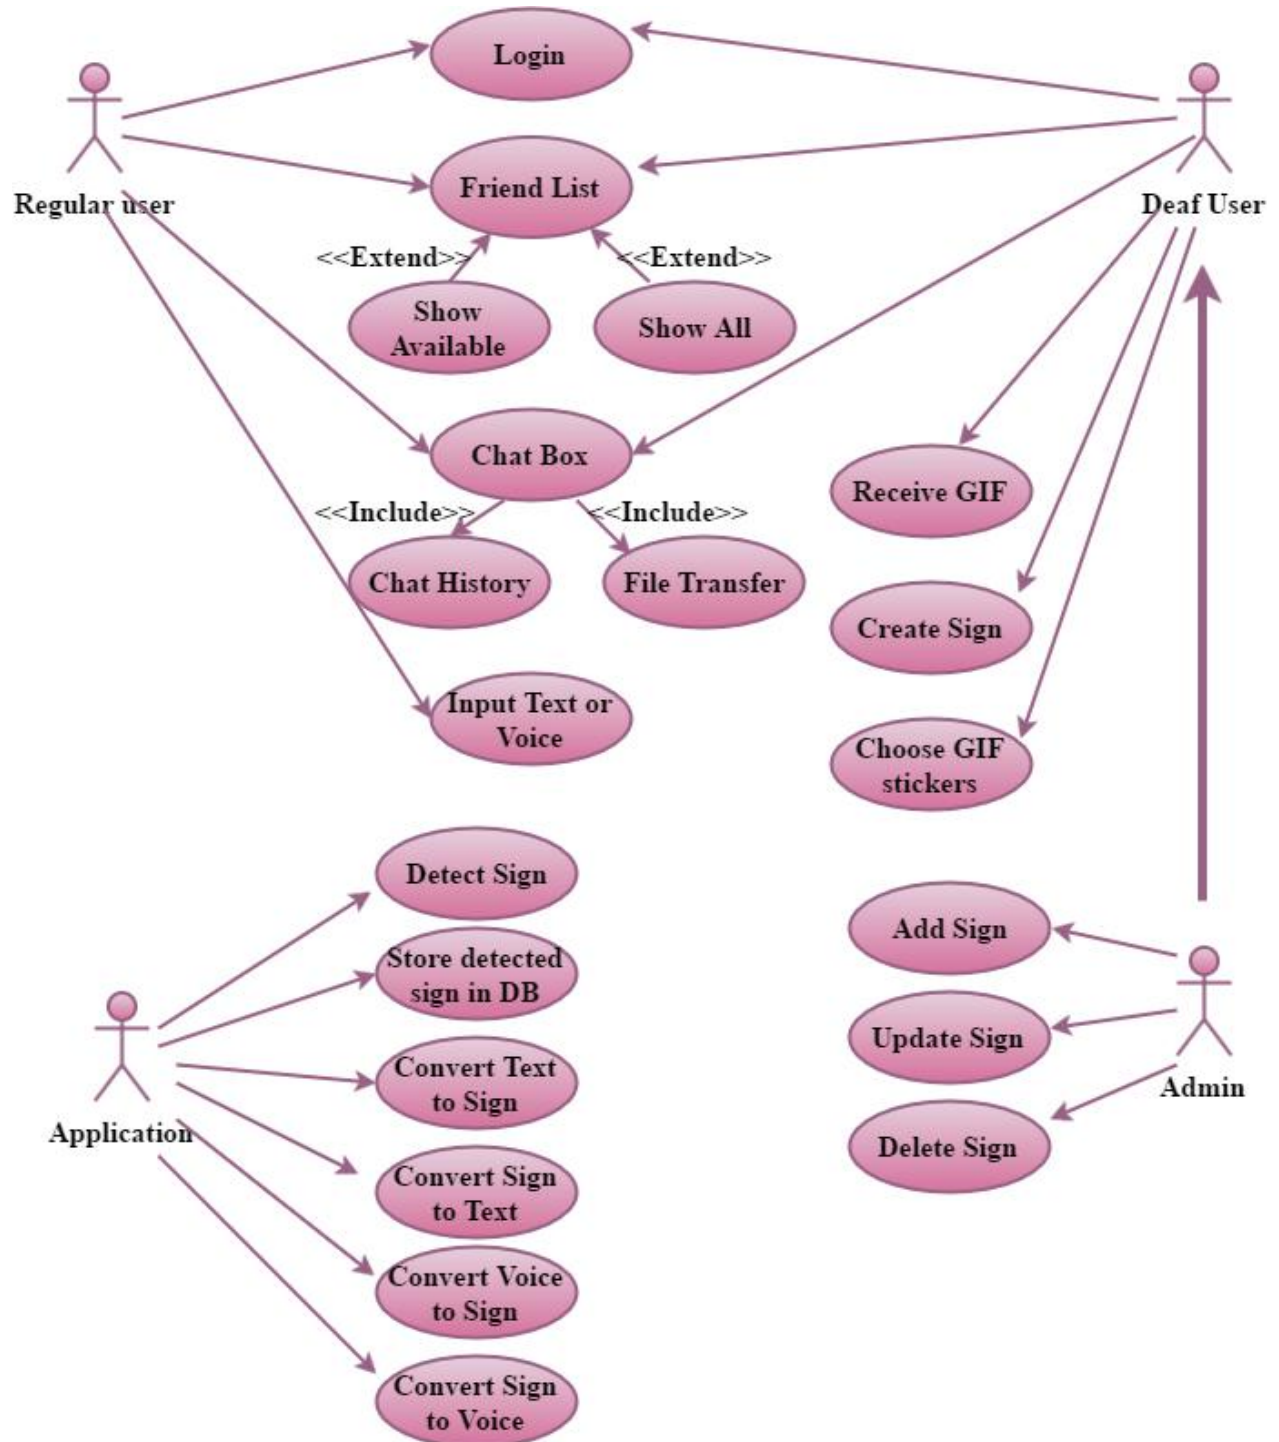 Login
Regular user
Deaf User
Friend List
<<Extend>>
<<Extend>>
Show
Available
Show All
Chat Box
Receive GIF
<<Include>>
<<Include>>
Chat History
File Transfer
Create Sign
Input Text or
Voice
Choose GIF
stickers
Detect Sign
Add Sign
Store detected
sign in DB
Update Sign
Convert Text
to Sign
Admin
Application
Delete Sign
Convert Sign
to Text
Convert Voice
to Sign
Convert Sign
to Voice